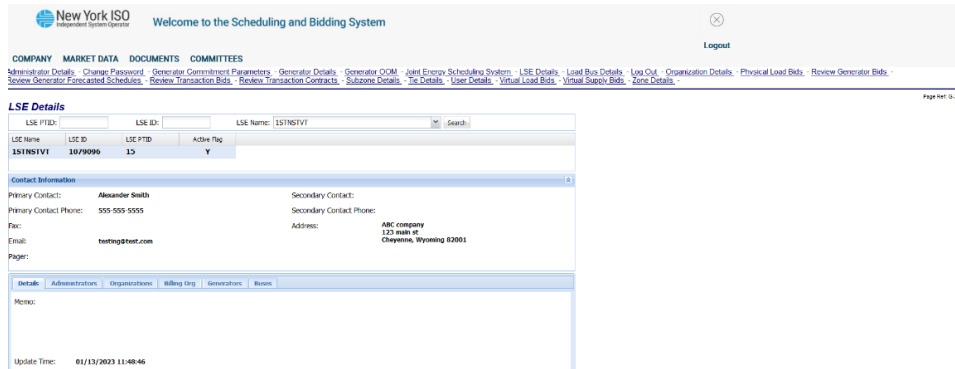 New York ISO
Independent System Operator
Welcome to the Scheduling and Bidding System
Logout
COMPANY MARKET DATA DOCUMENTS COMMITTEES
Administrator Details - Change Password - Generator Commitment Parameters - Generator Details - Generator OOM - Joint Energy Scheduling System - LSE Details - Load Bus Details - Log Out - Organization Details - Physical Load Bids - Review Generator Bids -
Review Generator Forecasted Schedules - Review Transaction Bids - Review Transaction Contracts - Subzone Details - Tie Details - User Details - Virtual Load Bids - Virtual Supply Bids - Zone Details -
Page Ref: G-
LSE Details
LSE PTID: LSE ID: LSE Name: 1STNSTVT Search
LSE Name LSE ID LSE PTID Active Flag
1STNSTVT 1079096 15 Y
Contact Information
Primary Contact: Alexander Smith Secondary Contact:
Primary Contact Phone: 555-555-5555 Secondary Contact Phone:
Fax: Address: ABC company
123 main st
Email: testing@test.com Cheyenne, Wyoming 82001
Pager:
Details Administrators Organizations Billing Org Generators Buses
Memo:
Update Time: 01/13/2023 11:48:46